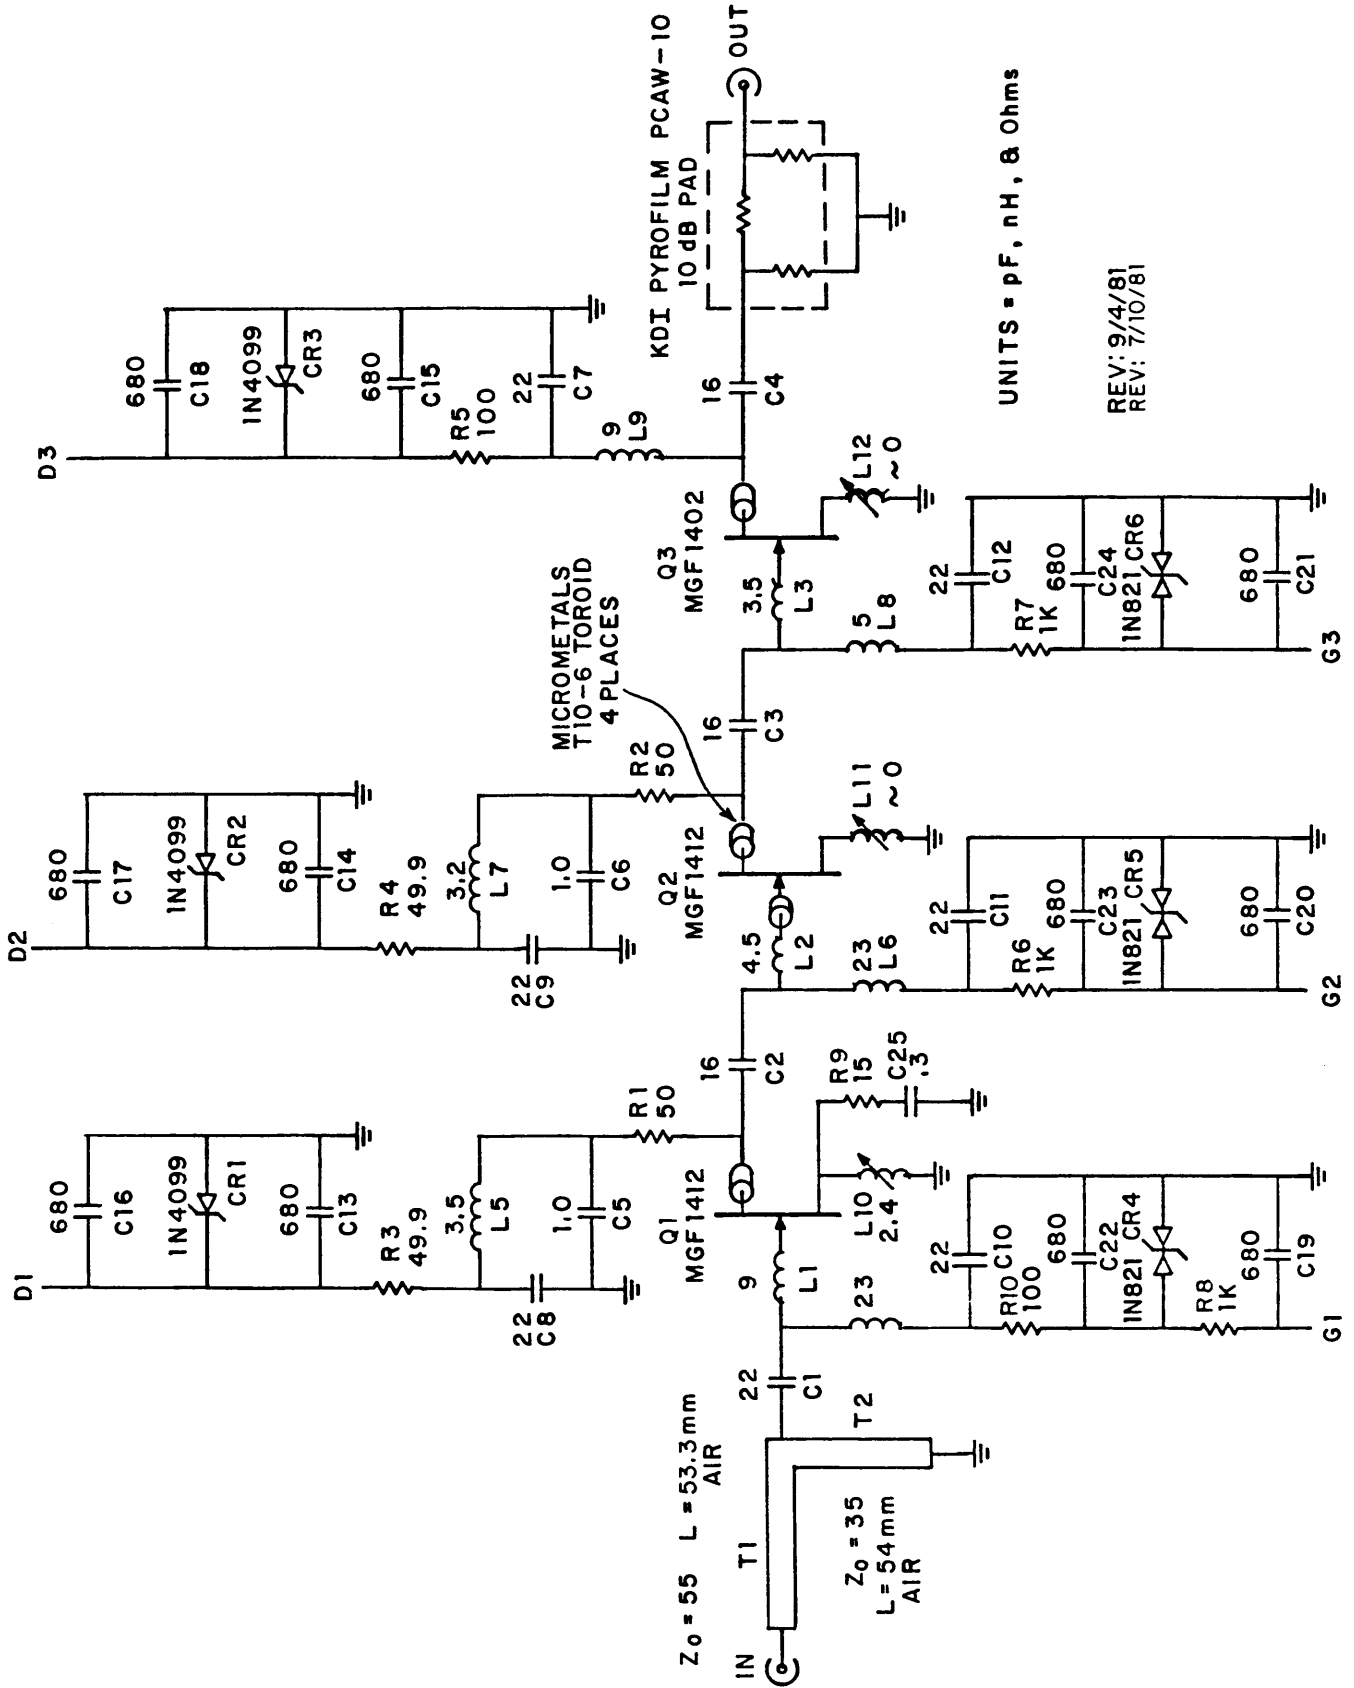 D1
680
C16
1N4099
CR1
680
C13
R3
49.9
3.5
L5
22
C8
1.0
C5
R1
50
D2
680
C17
1N4099
CR2
680
C14
R4
49.9
3.2
L7
22
C9
1.0
C6
R2
50
D3
680
C18
1N4099
CR3
680
C15
R5
100
22
C7
9
L9
MICROMETALS
T10-6 TOROID
4 PLACES
KDI PYROFILM PCAW-10
10 dB PAD
OUT
Z₀ = 55 L = 53.3mm
AIR
IN
T1
T2
Z₀ = 35
L = 54mm
AIR
22
C1
9
L1
Q1
MGF1412
16
C2
L10
2.4
R9
15
C25
.3
4.5
L2
Q2
MGF1412
16
C3
L11
~0
3.5
L3
Q3
MGF1402
16
C4
L12
~0
23
22
C10
R10
100
680
C22
1N821 CR4
R8
1K
680
C19
G1
23
L6
22
C11
R6
1K
680
C23
1N821 CR5
680
C20
G2
5
L8
22
C12
R7
1K
680
C24
1N821 CR6
680
C21
G3
UNITS = pF, nH, & Ohms
REV: 9/4/81
REV: 7/10/81